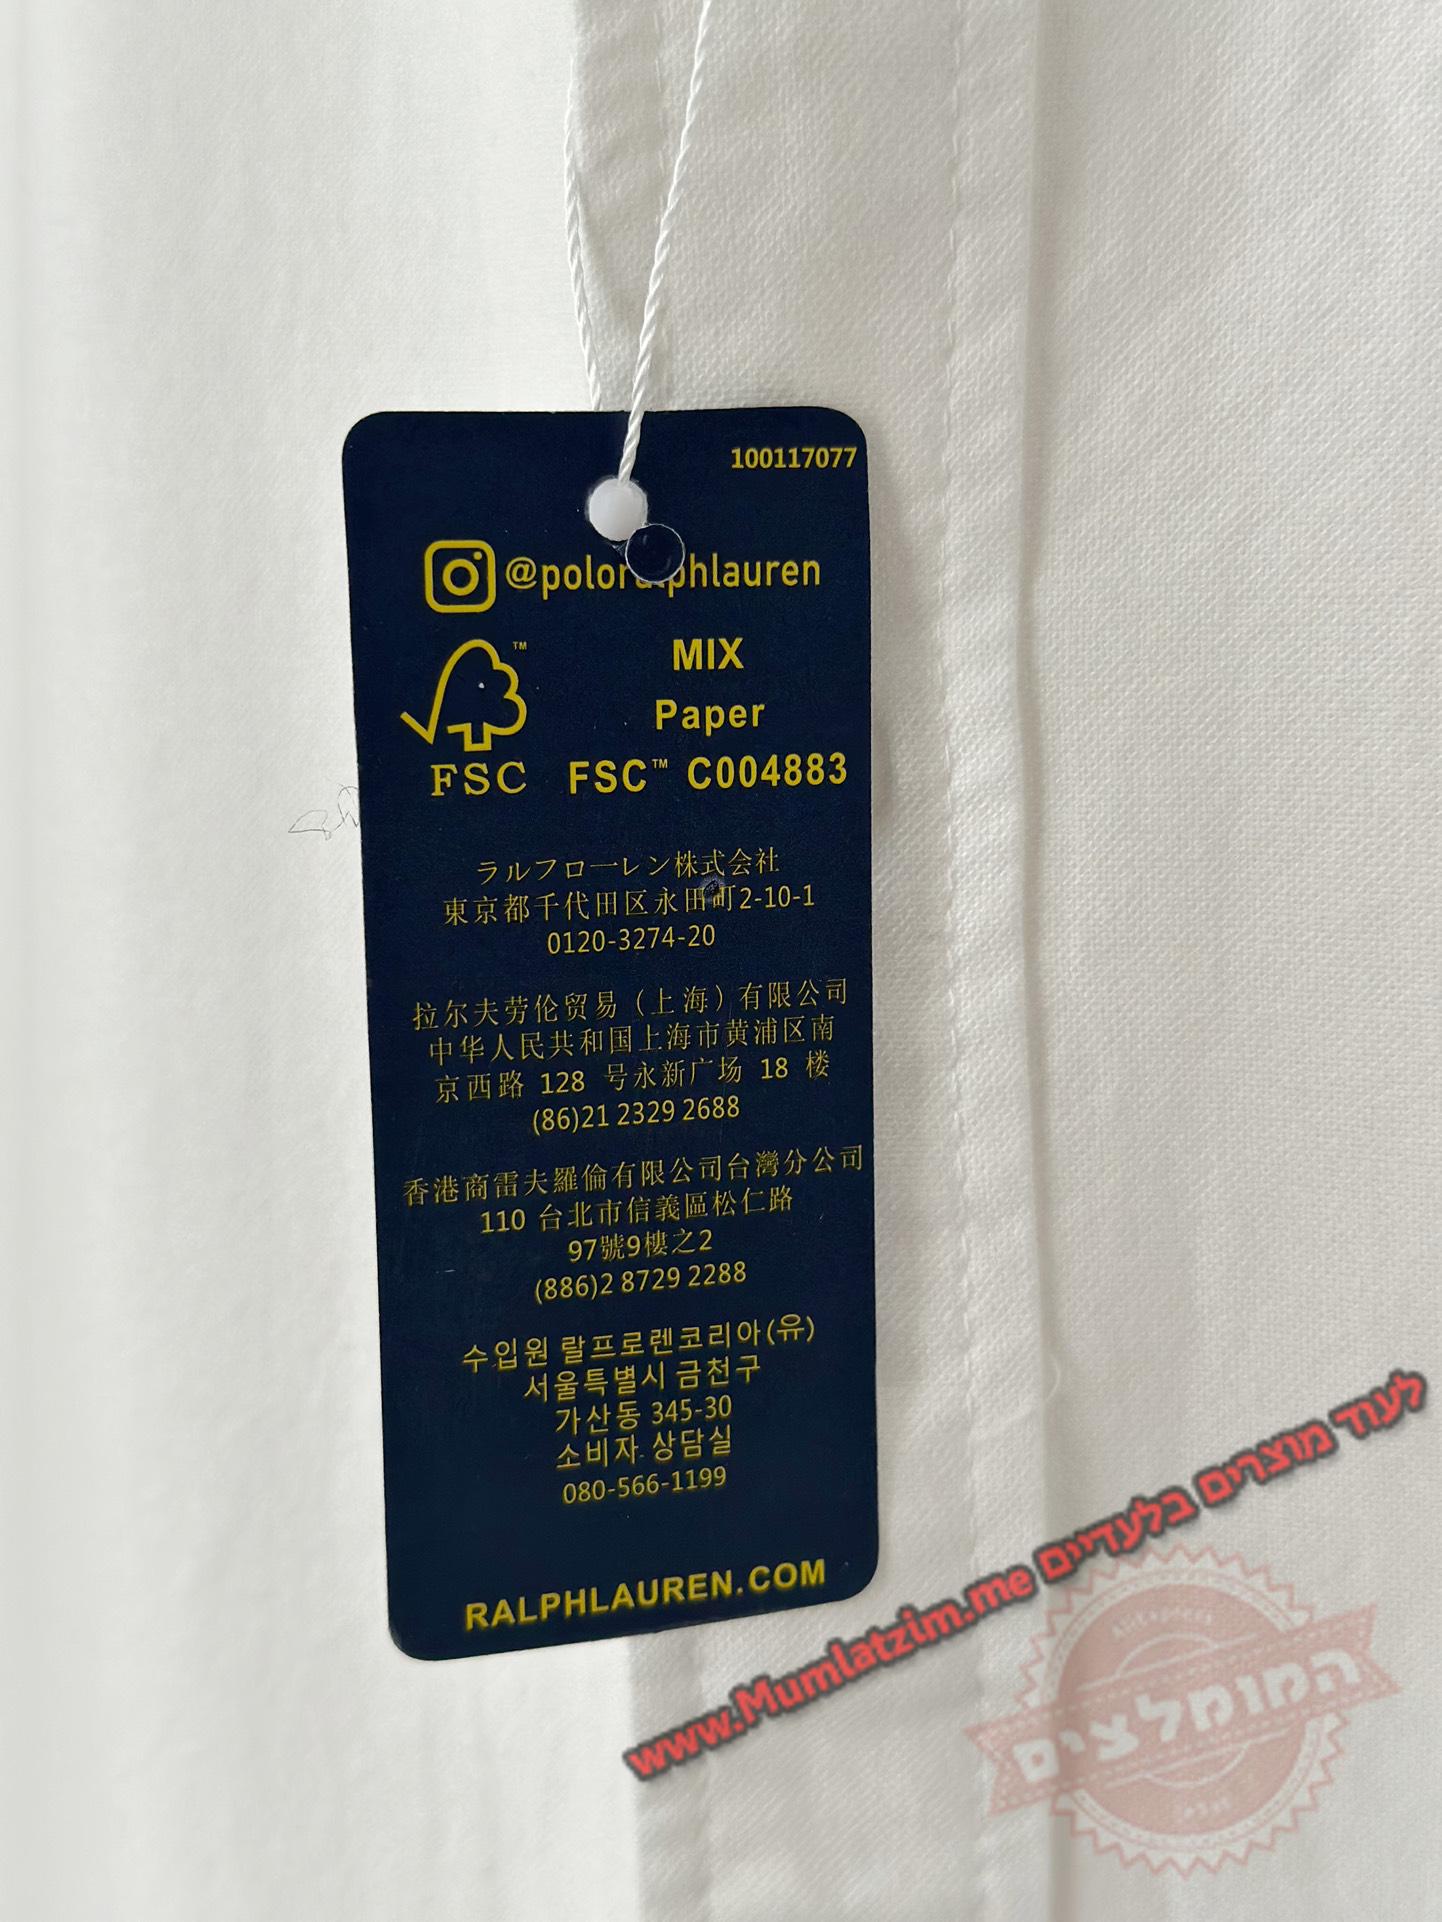 100117077
@poloralphlauren
TM
MIX
Paper
FSC
FSC™ C004883
ラルフローレン株式会社
東京都千代田区永田町2-10-1
0120-3274-20
拉尔夫劳伦贸易（上海）有限公司
中华人民共和国上海市黄浦区南
京西路 128 号永新广场 18 楼
(86)21 2329 2688
香港商雷夫羅倫有限公司台灣分公司
110 台北市信義區松仁路
97號9樓之2
(886)2 8729 2288
수입원 랄프로렌코리아(유)
서울특별시 금천구
가산동 345-30
소비자 상담실
080-566-1199
RALPHLAUREN.COM
לעוד מוצרים בלעדיים www.Mumlatzim.me
המומלצים